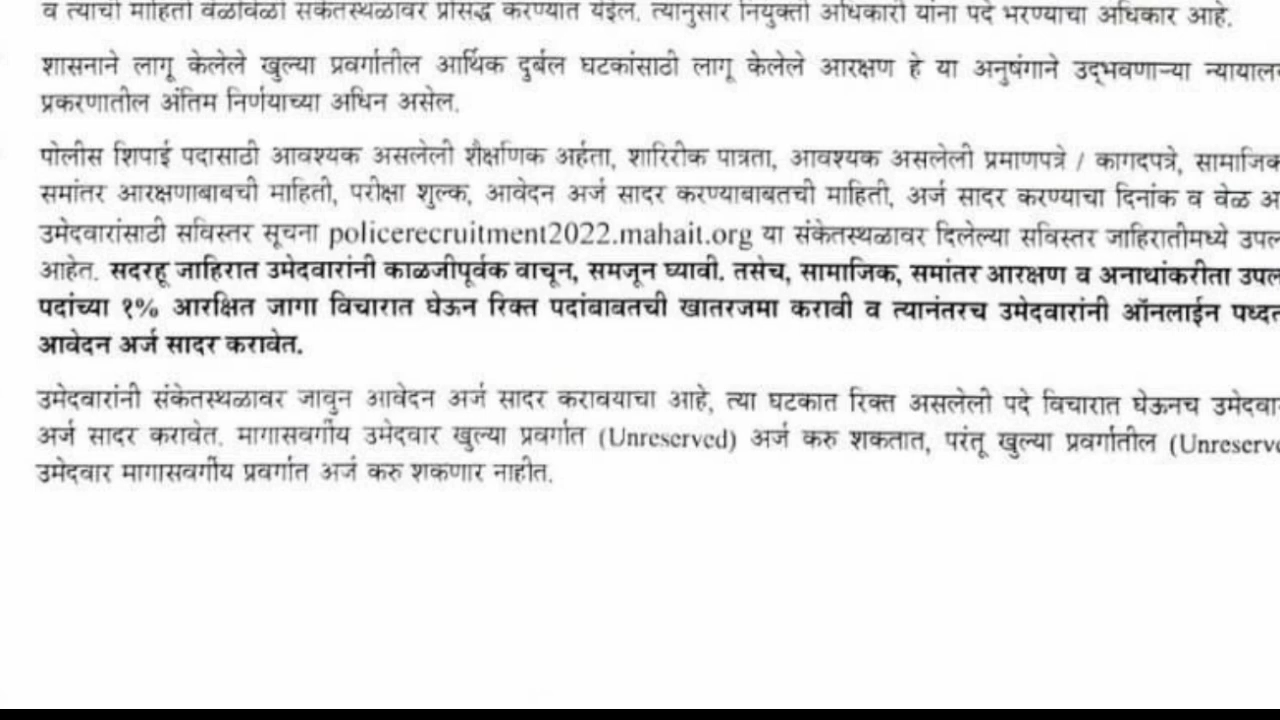 व त्याची माहिती वेळोवेळी संकेतस्थळावर प्रसिद्ध करण्यात येईल. त्यानुसार नियुक्ती अधिकारी यांना पदे भरण्याचा अधिकार आहे.
शासनाने लागू केलेले खुल्या प्रवर्गातील आर्थिक दुर्बल घटकांसाठी लागू केलेले आरक्षण हे या अनुषंगाने उद्भवणाऱ्या
प्रकरणातील अंतिम निर्णयाच्या अधिन असेल.
पोलीस शिपाई पदासाठी आवश्यक असलेली शैक्षणिक अर्हता, शारिरीक पात्रता, आवश्यक असलेली प्रमाणपत्रे / कागदपत्रे, सामाजिक
समांतर आरक्षणाबाबची माहिती, परीक्षा शुल्क, आवेदन अर्ज सादर करण्याबाबतची माहिती, अर्ज सादर करण्याचा दिनांक व वेळ
उमेदवारांसाठी सविस्तर सूचना policerecruitment2022.mahait.org या संकेतस्थळावर दिलेल्या सविस्तर जाहिरातीमध्ये
आहेत. सदरहू जाहिरात उमेदवारांनी काळजीपूर्वक वाचून, समजून घ्यावी. तसेच, सामाजिक, समांतर आरक्षण व अनाथांकरीता
पदांच्या १% आरक्षित जागा विचारात घेऊन रिक्त पदांबाबतची खातरजमा करावी व त्यानंतरच उमेदवारांनी ऑनलाईन
आवेदन अर्ज सादर करावेत.
उमेदवारांनी संकेतस्थळावर जावुन आवेदन अर्ज सादर करावयाचा आहे, त्या घटकात रिक्त असलेली पदे विचारात घेऊनच
अर्ज सादर करावेत. मागासवर्गीय उमेदवार खुल्या प्रवर्गात (Unreserved) अर्ज करु शकतात, परंतू खुल्या प्रवर्गातील
उमेदवार मागासवर्गीय प्रवर्गात अर्ज करु शकणार नाहीत.